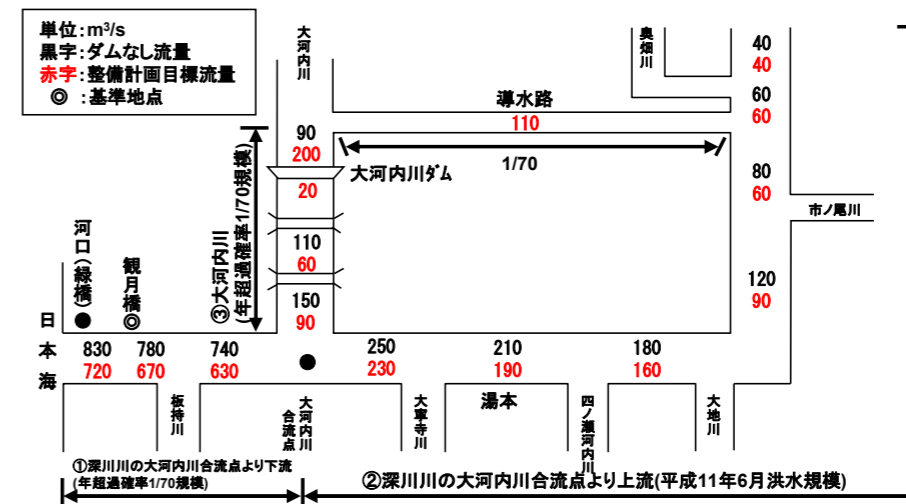 単位:m³/s
黒字:ダムなし流量
赤字:整備計画目標流量
◎ :基準地点
大河内川
奥畑川
40
40
60
60
導水路
110
1/70
90
200
大河内川ダム
20
80
60
市ノ尾川
110
60
③大河内川
(年超過確率1/70規模)
120
90
150
90
河口(緑橋)
●
観月橋
◎
日本海
830
720
780
670
740
630
●
250
230
210
190
180
160
板持川
大河内川
合流点
大寧寺川
湯本
四ノ瀬河内川
大地川
①深川川の大河内川合流点より下流
(年超過確率1/70規模)
②深川川の大河内川合流点より上流(平成11年6月洪水規模)